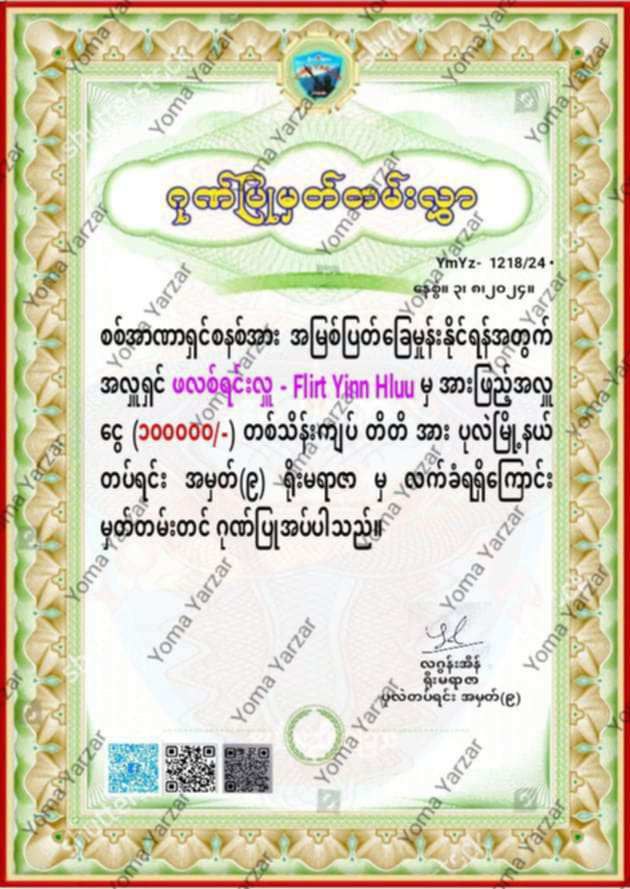 ဂုဏ်ပြုမှတ်တမ်းလွှာ
YmYz- 1218/24
နေ့စွဲ။ ၃၊ ၈၊၂၀၂၄။
စစ်အာဏာရှင်စနစ်အား အမြစ်ပြတ်ခြေမှုန်းနိုင်ရန်အတွက်
အလှူရှင် ဖလစ်ရင်းလှူ - Flirt Yinn Hluu မှ အားဖြည့်အလှူ
ငွေ (၁၀၀၀၀၀/-) တစ်သိန်းကျပ် တိတိ အား ပုလဲမြို့နယ်
တပ်ရင်း အမှတ်(၉) ရိုးမရာဇာ မှ လက်ခံရရှိကြောင်း
မှတ်တမ်းတင် ဂုဏ်ပြုအပ်ပါသည်။
လဂွန်းအိန်
ရိုးမရာဇာ
ပုလဲတပ်ရင်း အမှတ်(၉)
Yoma Yarzar
shutterstock